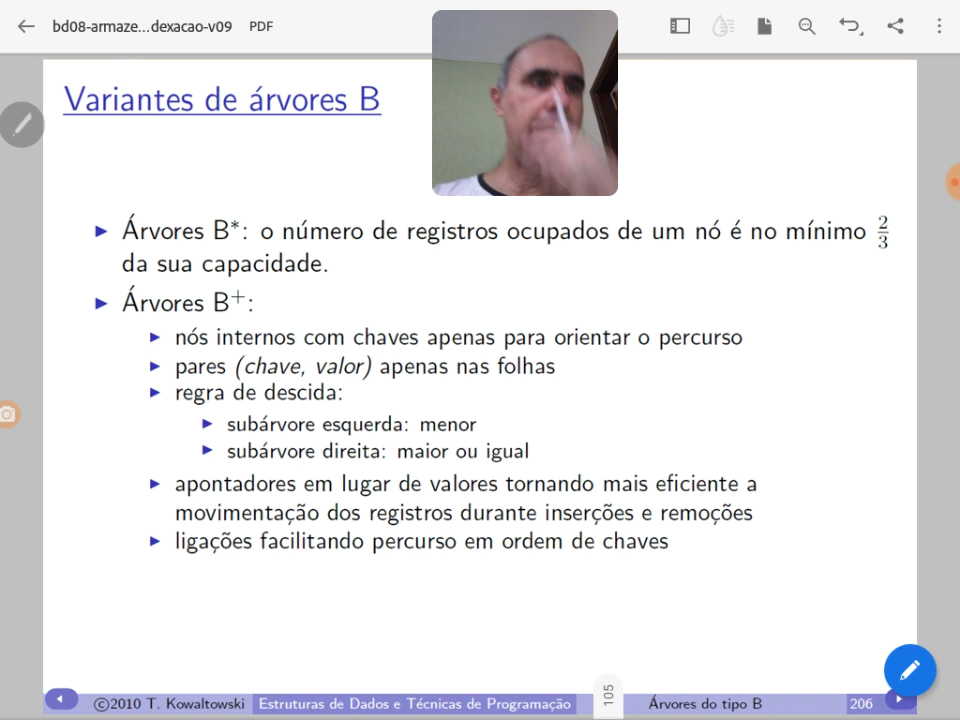 bd08-armaze...dexacao-v09 PDF
Variantes de árvores B
Árvores B*: o número de registros ocupados de um nó é no mínimo 2/3
da sua capacidade.
Árvores B+:
nós internos com chaves apenas para orientar o percurso
pares (chave, valor) apenas nas folhas
regra de descida:
subárvore esquerda: menor
subárvore direita: maior ou igual
apontadores em lugar de valores tornando mais eficiente a
movimentação dos registros durante inserções e remoções
ligações facilitando percurso em ordem de chaves
©2010 T. Kowaltowski Estruturas de Dados e Técnicas de Programação 105 Árvores do tipo B 206